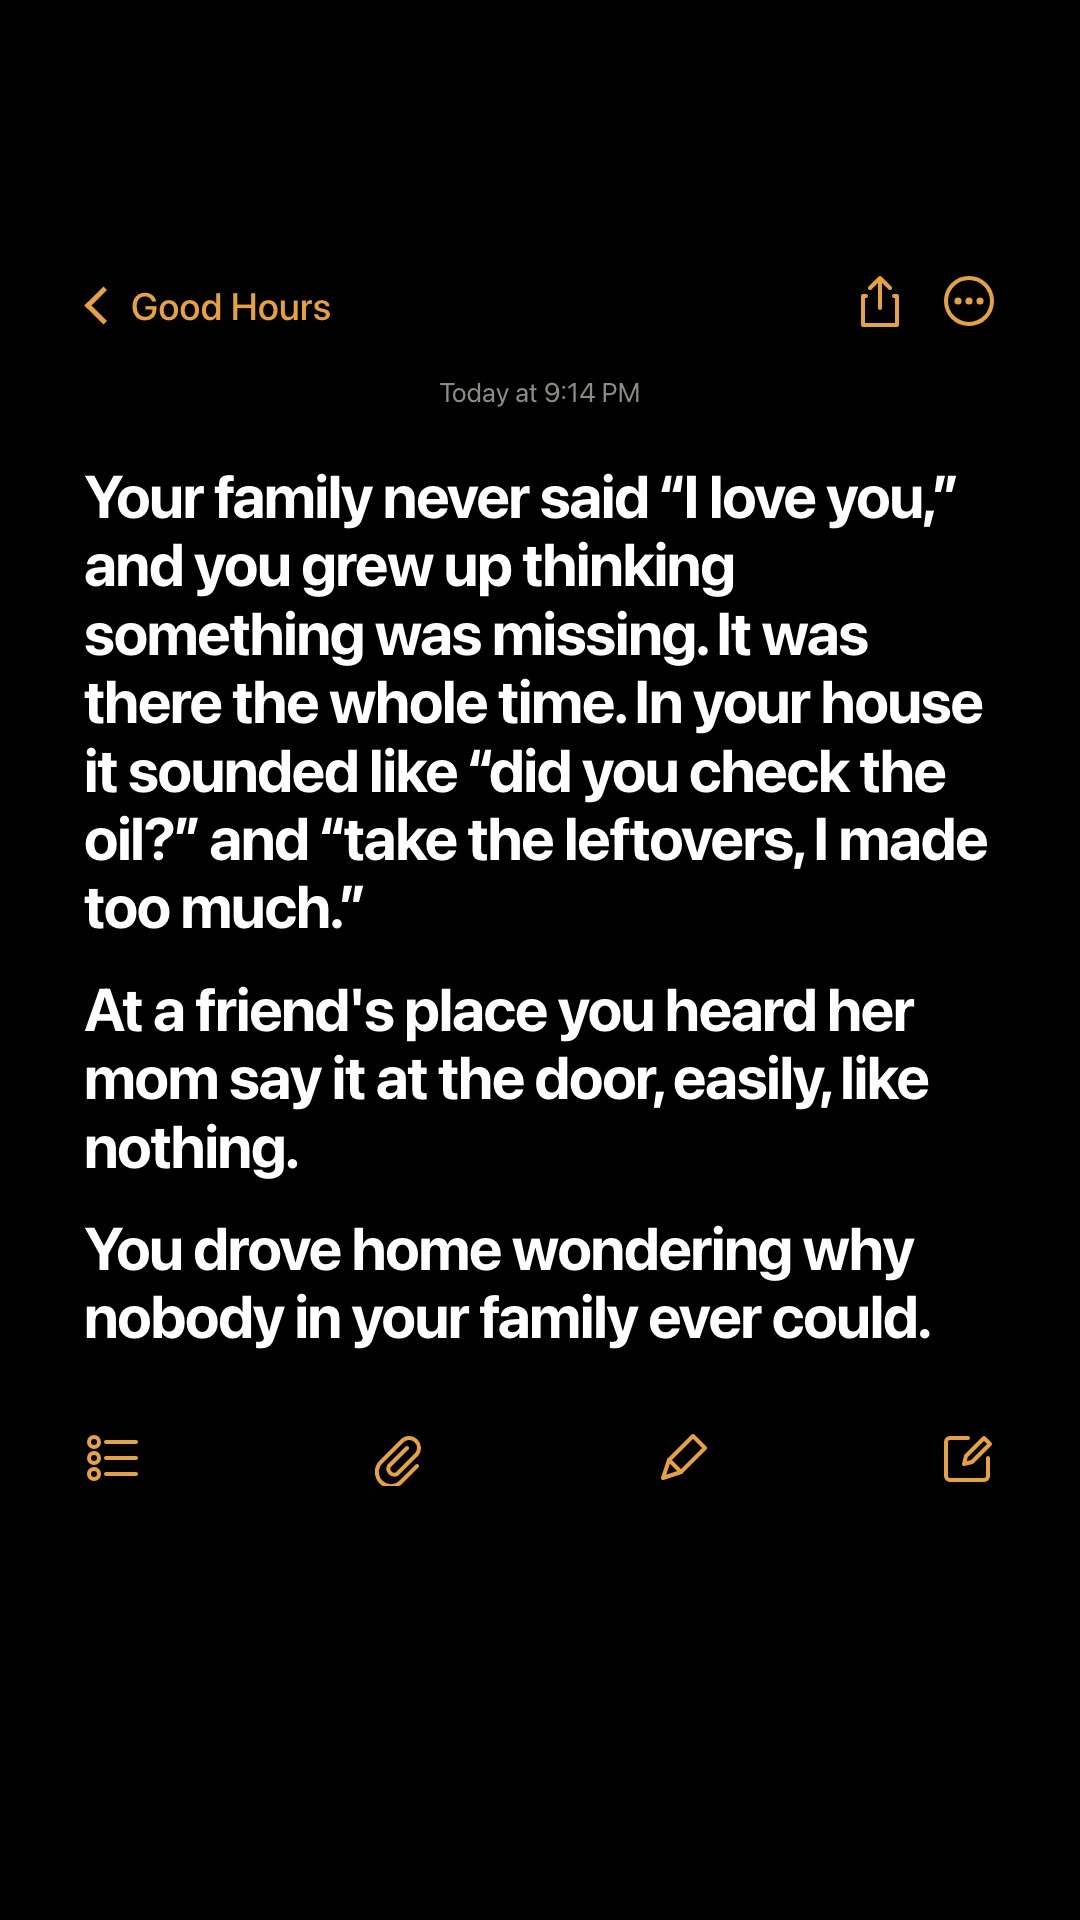 Good Hours
Today at 9:14 PM
Your family never said “I love you,”
and you grew up thinking
something was missing. It was
there the whole time. In your house
it sounded like “did you check the
oil?” and “take the leftovers, I made
too much.”
At a friend's place you heard her
mom say it at the door, easily, like
nothing.
You drove home wondering why
nobody in your family ever could.